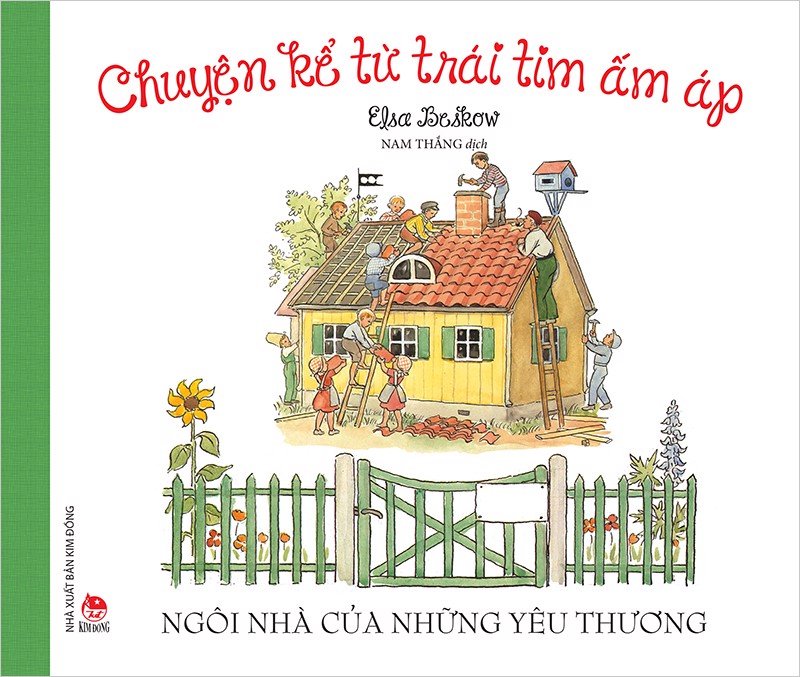 Chuyện kể từ trái tim ấm áp
Elsa Beskow
NAM THẮNG dịch
NGÔI NHÀ CỦA NHỮNG YÊU THƯƠNG
NHÀ XUẤT BẢN KIM ĐỒNG
KIM ĐỒNG